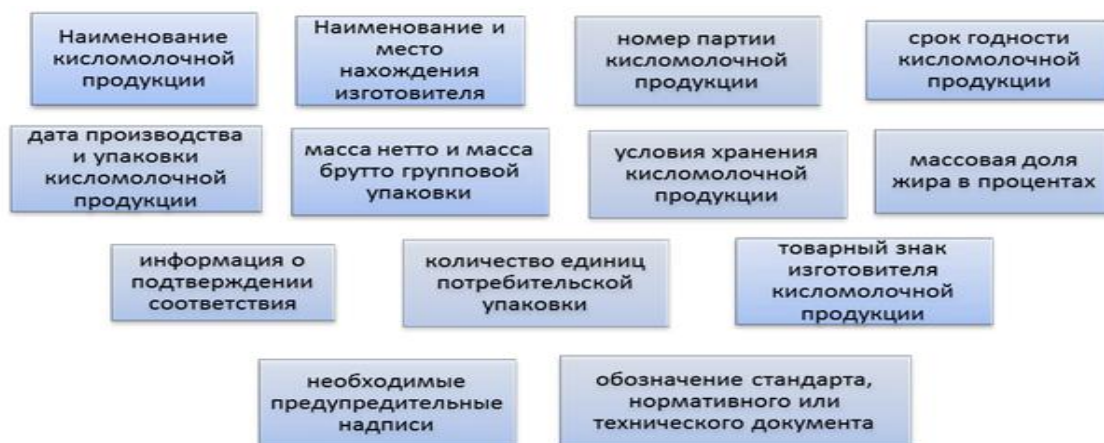 Наименование
кисломолочной
продукции
Наименование и
место
нахождения
изготовителя
номер партии
кисломолочной
продукции
срок годности
кисломолочной
продукции
дата производства
и упаковки
кисломолочной
продукции
масса нетто и масса
брутто групповой
упаковки
условия хранения
кисломолочной
продукции
массовая доля
жира в процентах
информация о
подтверждении
соответствия
количество единиц
потребительской
упаковки
товарный знак
изготовителя
кисломолочной
продукции
необходимые
предупредительные
надписи
обозначение стандарта,
нормативного или
технического документа